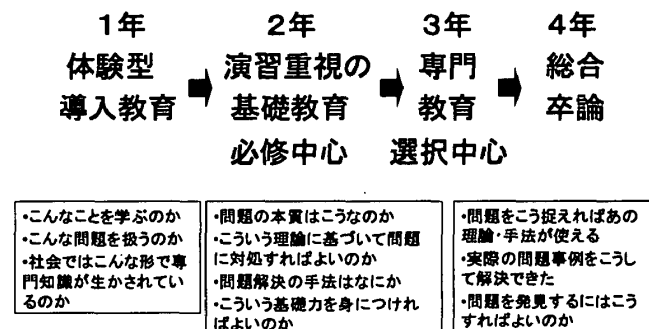 1年
体験型
導入教育
2年
演習重視の
基礎教育
必修中心
3年
専門
教育
選択中心
4年
総合
卒論
・こんなことを学ぶのか
・こんな問題を扱うのか
・社会ではこんな形で専
門知識が生かされてい
るのか
・問題の本質はこうなのか
・こういう理論に基づいて問題
に対処すればよいのか
・問題解決の手法はなにか
・こういう基礎力を身につけれ
ばよいのか
・問題をこう捉えればあの
理論・手法が使える
・実際の問題事例をこうし
て解決できた
・問題を発見するにはこう
すればよいのか